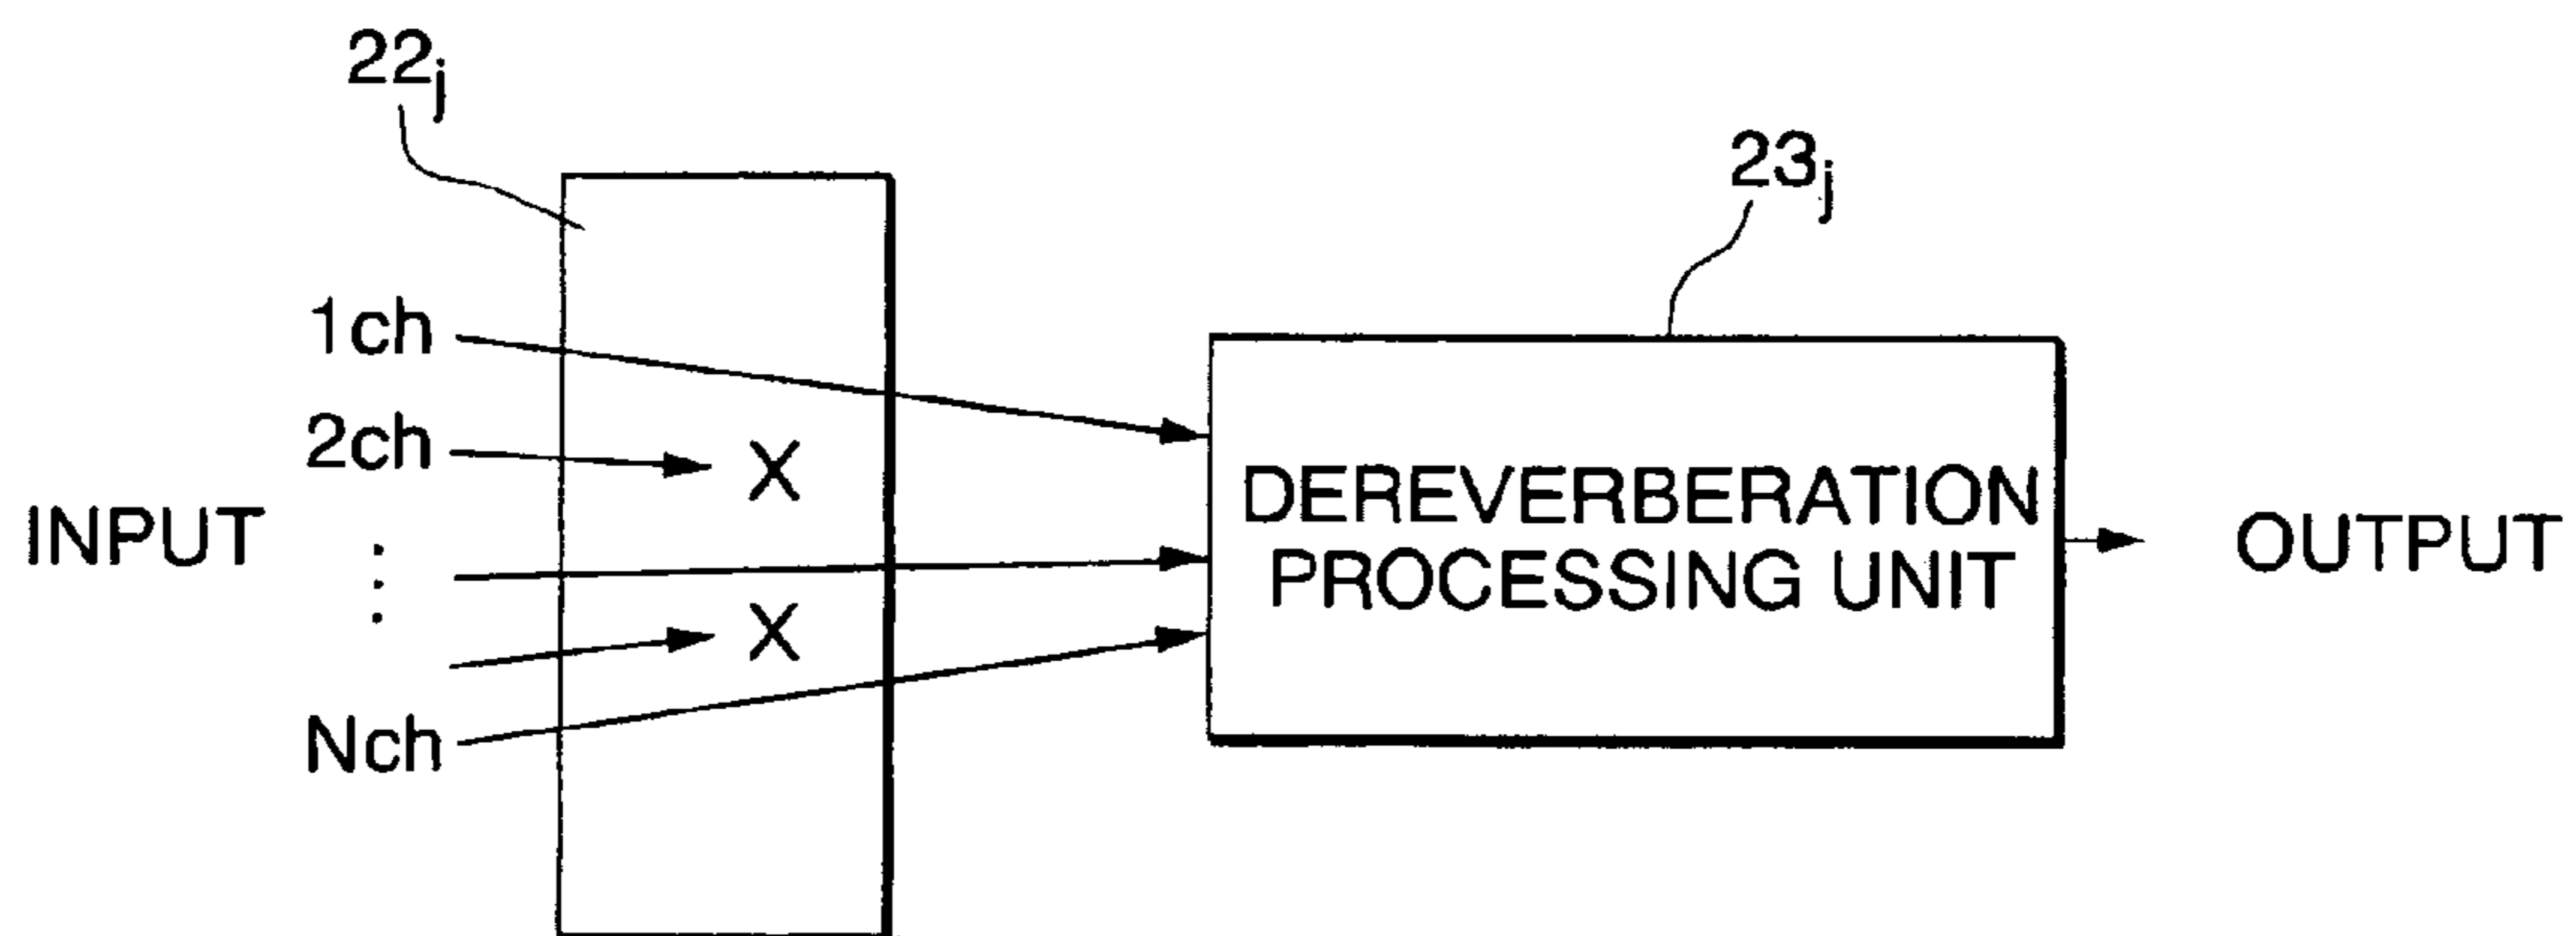 22j
23j
1ch
2ch
X
INPUT
⋮
DEREVERBERATION
PROCESSING UNIT
OUTPUT
X
Nch